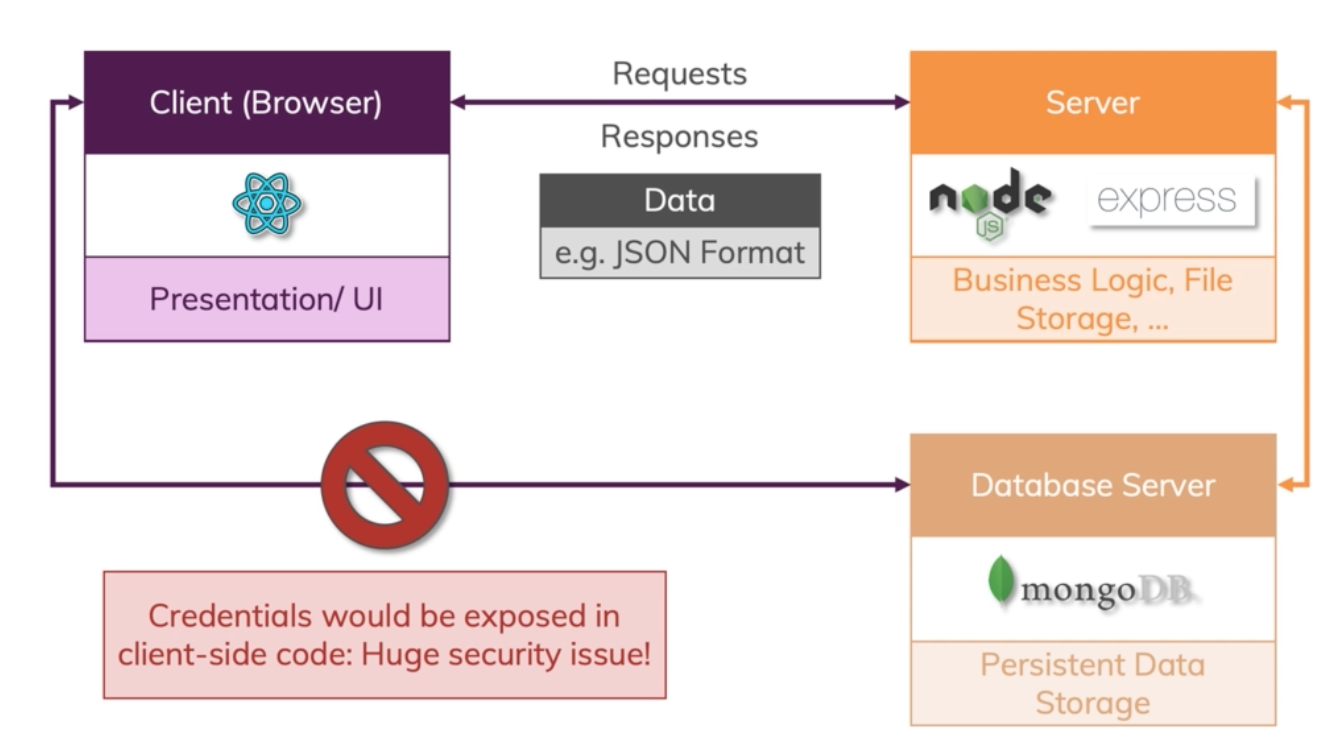 Client (Browser)
Presentation/ UI
Requests
Responses
Data
e.g. JSON Format
Server
node
JS
express
Business Logic, File
Storage, ...
Database Server
mongoDB
Persistent Data
Storage
Credentials would be exposed in
client-side code: Huge security issue!